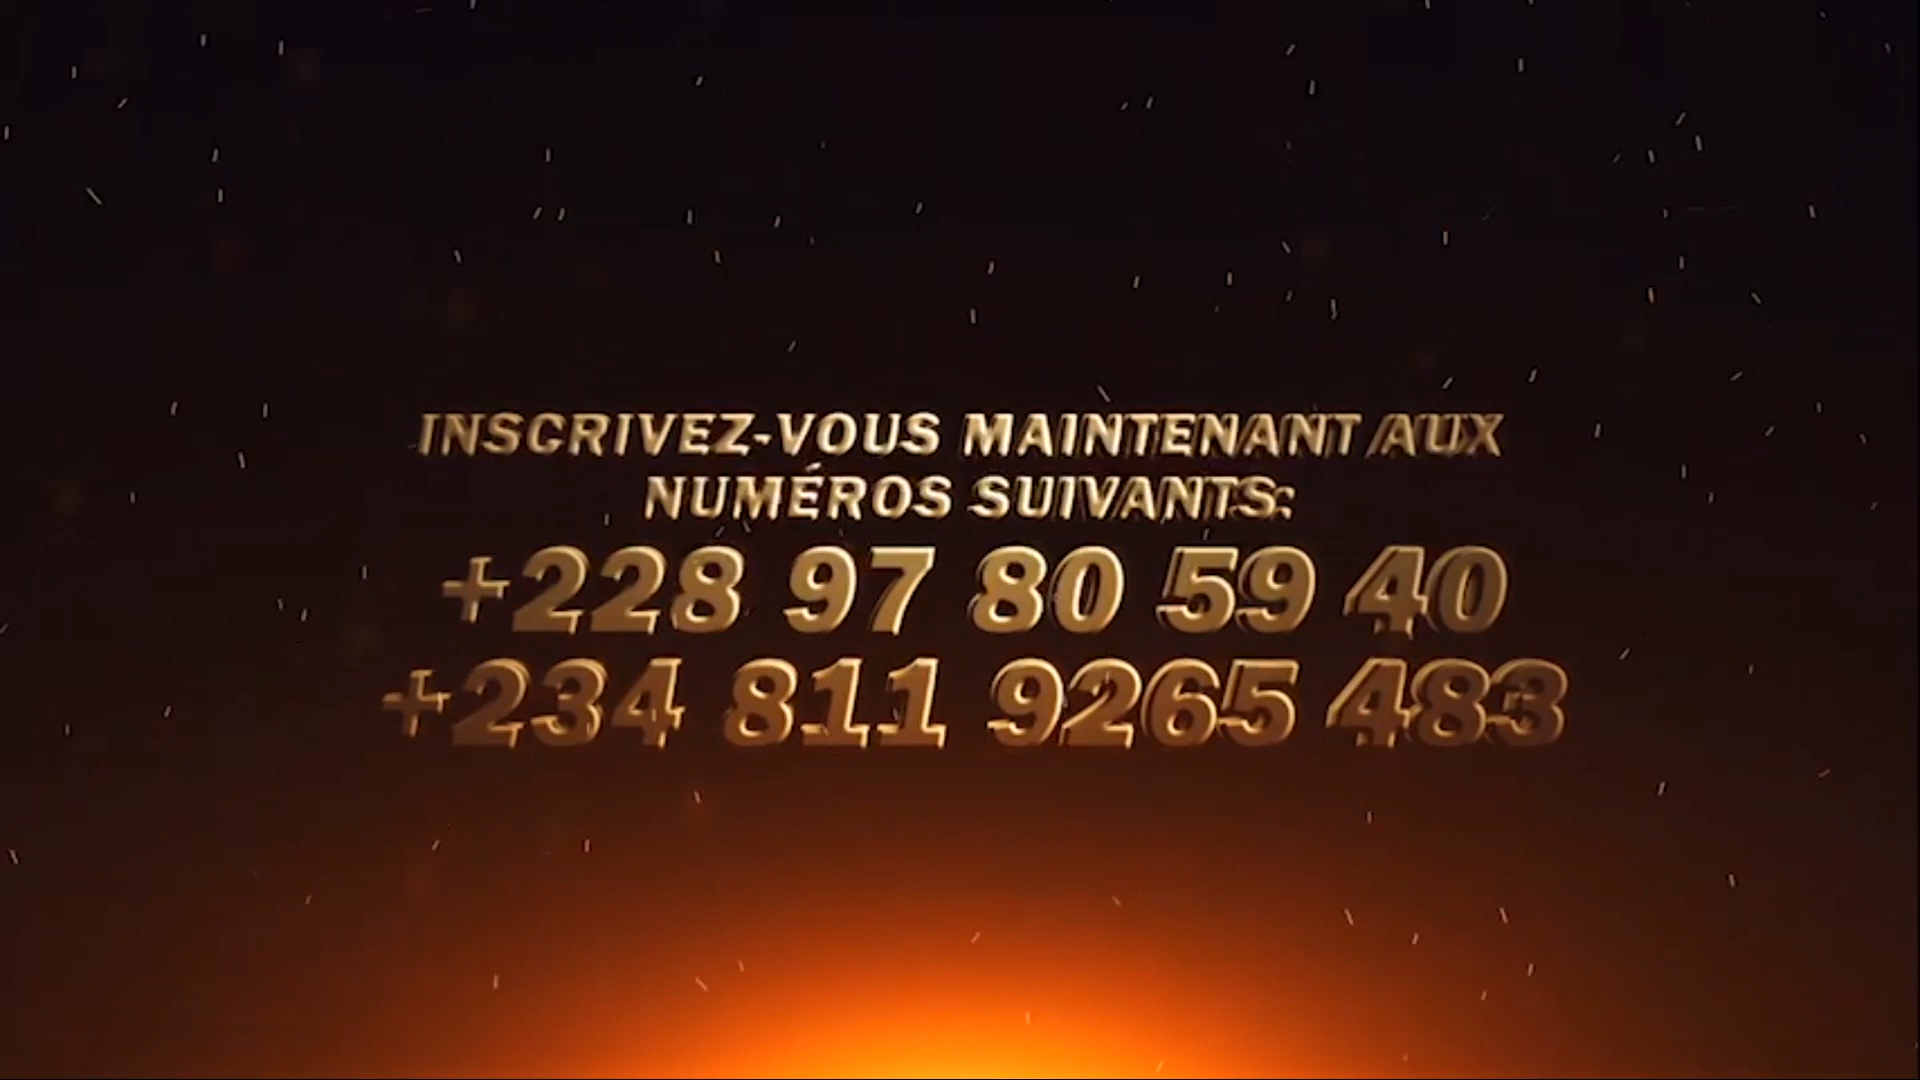 INSCRIVEZ-VOUS MAINTENANT AUX
NUMÉROS SUIVANTS:
+228 97 80 59 40
+234 811 9265 483